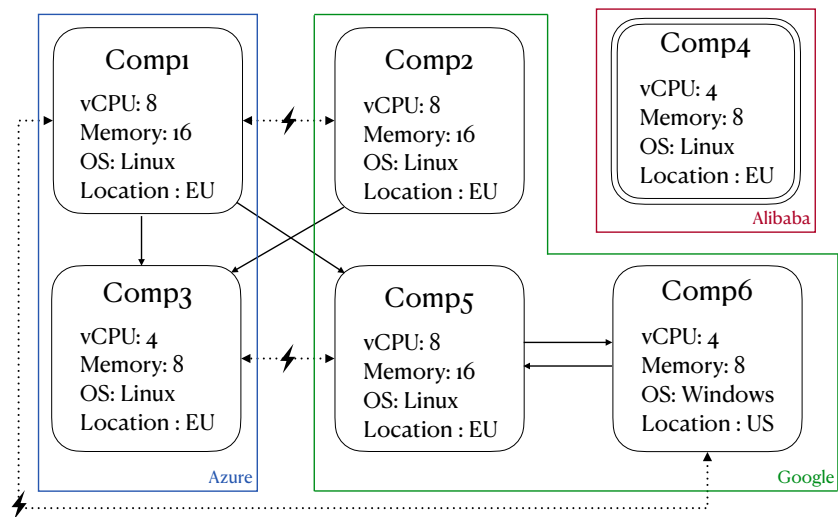 Comp1
vCPU: 8
Memory: 16
OS: Linux
Location : EU
Comp2
vCPU: 8
Memory: 16
OS: Linux
Location : EU
Comp4
vCPU: 4
Memory: 8
OS: Linux
Location : EU
Alibaba
Comp3
vCPU: 4
Memory: 8
OS: Linux
Location : EU
Azure
Comp5
vCPU: 8
Memory: 16
OS: Linux
Location : EU
Comp6
vCPU: 4
Memory: 8
OS: Windows
Location : US
Google